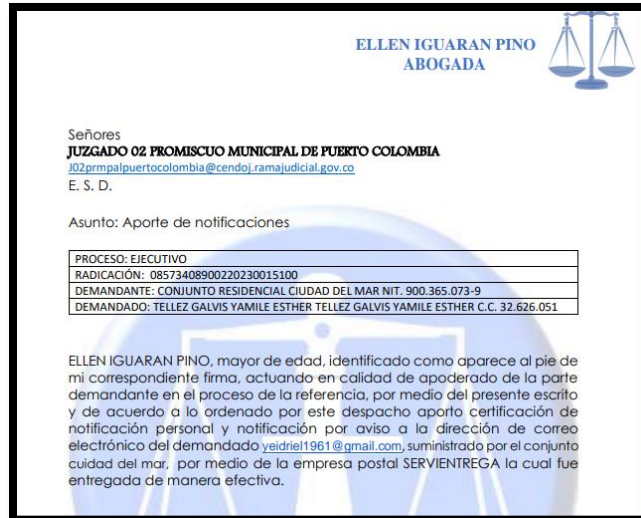 ELLEN IGUARAN PINO
ABOGADA
Señores
JUZGADO 02 PROMISCUO MUNICIPAL DE PUERTO COLOMBIA
J02prmpalpuertocolombia@cendoj.ramajudicial.gov.co
E. S. D.
Asunto: Aporte de notificaciones
PROCESO: EJECUTIVO
RADICACIÓN: 08573408900220230015100
DEMANDANTE: CONJUNTO RESIDENCIAL CIUDAD DEL MAR NIT. 900.365.073-9
DEMANDADO: TELLEZ GALVIS YAMILE ESTHER TELLEZ GALVIS YAMILE ESTHER C.C. 32.626.051
ELLEN IGUARAN PINO, mayor de edad, identificado como aparece al pie de
mi correspondiente firma, actuando en calidad de apoderado de la parte
demandante en el proceso de la referencia, por medio del presente escrito
y de acuerdo a lo ordenado por este despacho aporto certificación de
notificación personal y notificación por aviso a la dirección de correo
electrónico del demandado yeidriel1961@gmail.com, suministrado por el conjunto
cuidad del mar, por medio de la empresa postal SERVIENTREGA la cual fue
entregada de manera efectiva.